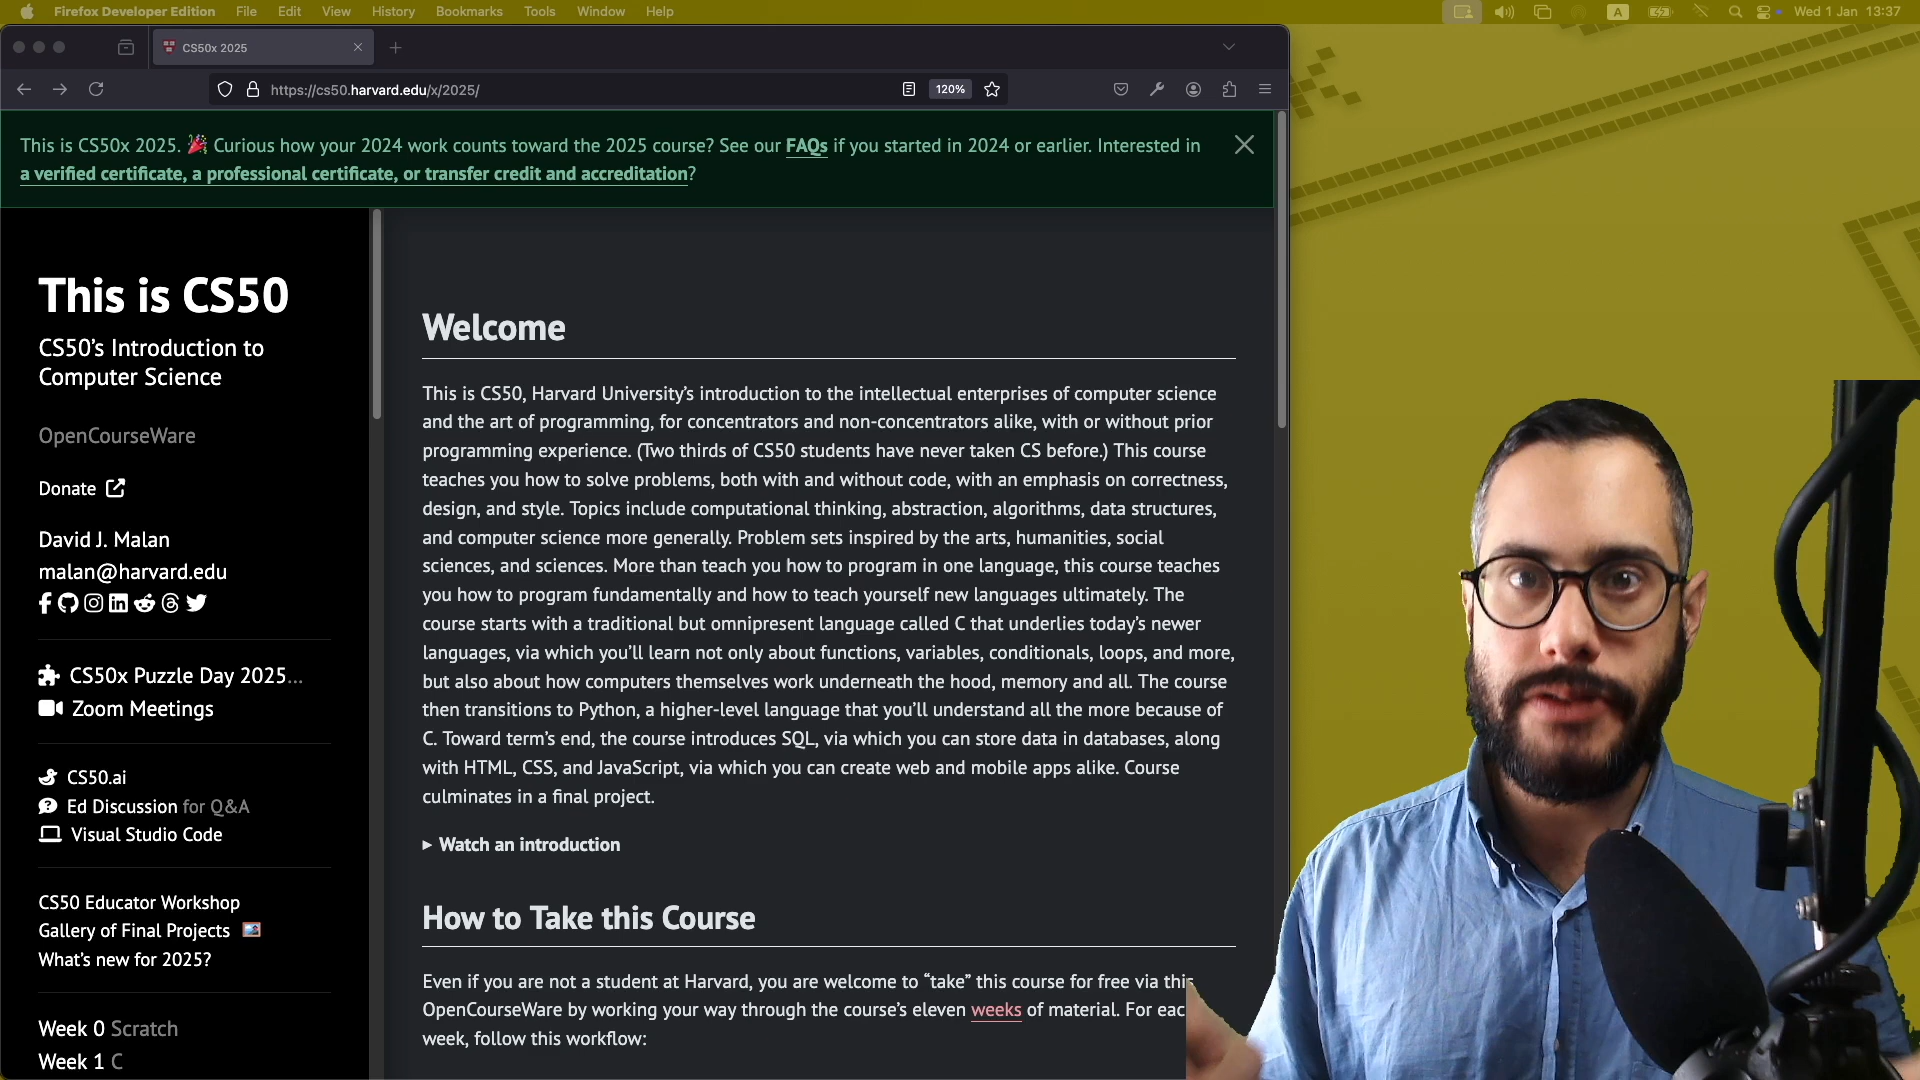 Firefox Developer Edition File Edit View History Bookmarks Tools Window Help A Wed 1 Jan 13:37
CS50x 2025
https://cs50.harvard.edu/x/2025/ 120%
This is CS50x 2025. 🎉 Curious how your 2024 work counts toward the 2025 course? See our FAQs if you started in 2024 or earlier. Interested in
a verified certificate, a professional certificate, or transfer credit and accreditation?
This is CS50
CS50’s Introduction to
Computer Science
OpenCourseWare
Donate
David J. Malan
malan@harvard.edu
CS50x Puzzle Day 2025...
Zoom Meetings
CS50.ai
Ed Discussion for Q&A
Visual Studio Code
CS50 Educator Workshop
Gallery of Final Projects 🖼️
What’s new for 2025?
Week 0 Scratch
Week 1 C
Welcome
This is CS50, Harvard University’s introduction to the intellectual enterprises of computer science
and the art of programming, for concentrators and non-concentrators alike, with or without prior
programming experience. (Two thirds of CS50 students have never taken CS before.) This course
teaches you how to solve problems, both with and without code, with an emphasis on correctness,
design, and style. Topics include computational thinking, abstraction, algorithms, data structures,
and computer science more generally. Problem sets inspired by the arts, humanities, social
sciences, and sciences. More than teach you how to program in one language, this course teaches
you how to program fundamentally and how to teach yourself new languages ultimately. The
course starts with a traditional but omnipresent language called C that underlies today’s newer
languages, via which you’ll learn not only about functions, variables, conditionals, loops, and more,
but also about how computers themselves work underneath the hood, memory and all. The course
then transitions to Python, a higher-level language that you’ll understand all the more because of
C. Toward term’s end, the course introduces SQL, via which you can store data in databases, along
with HTML, CSS, and JavaScript, via which you can create web and mobile apps alike. Course
culminates in a final project.
▸ Watch an introduction
How to Take this Course
Even if you are not a student at Harvard, you are welcome to “take” this course for free via this
OpenCourseWare by working your way through the course’s eleven weeks of material. For eac
week, follow this workflow: